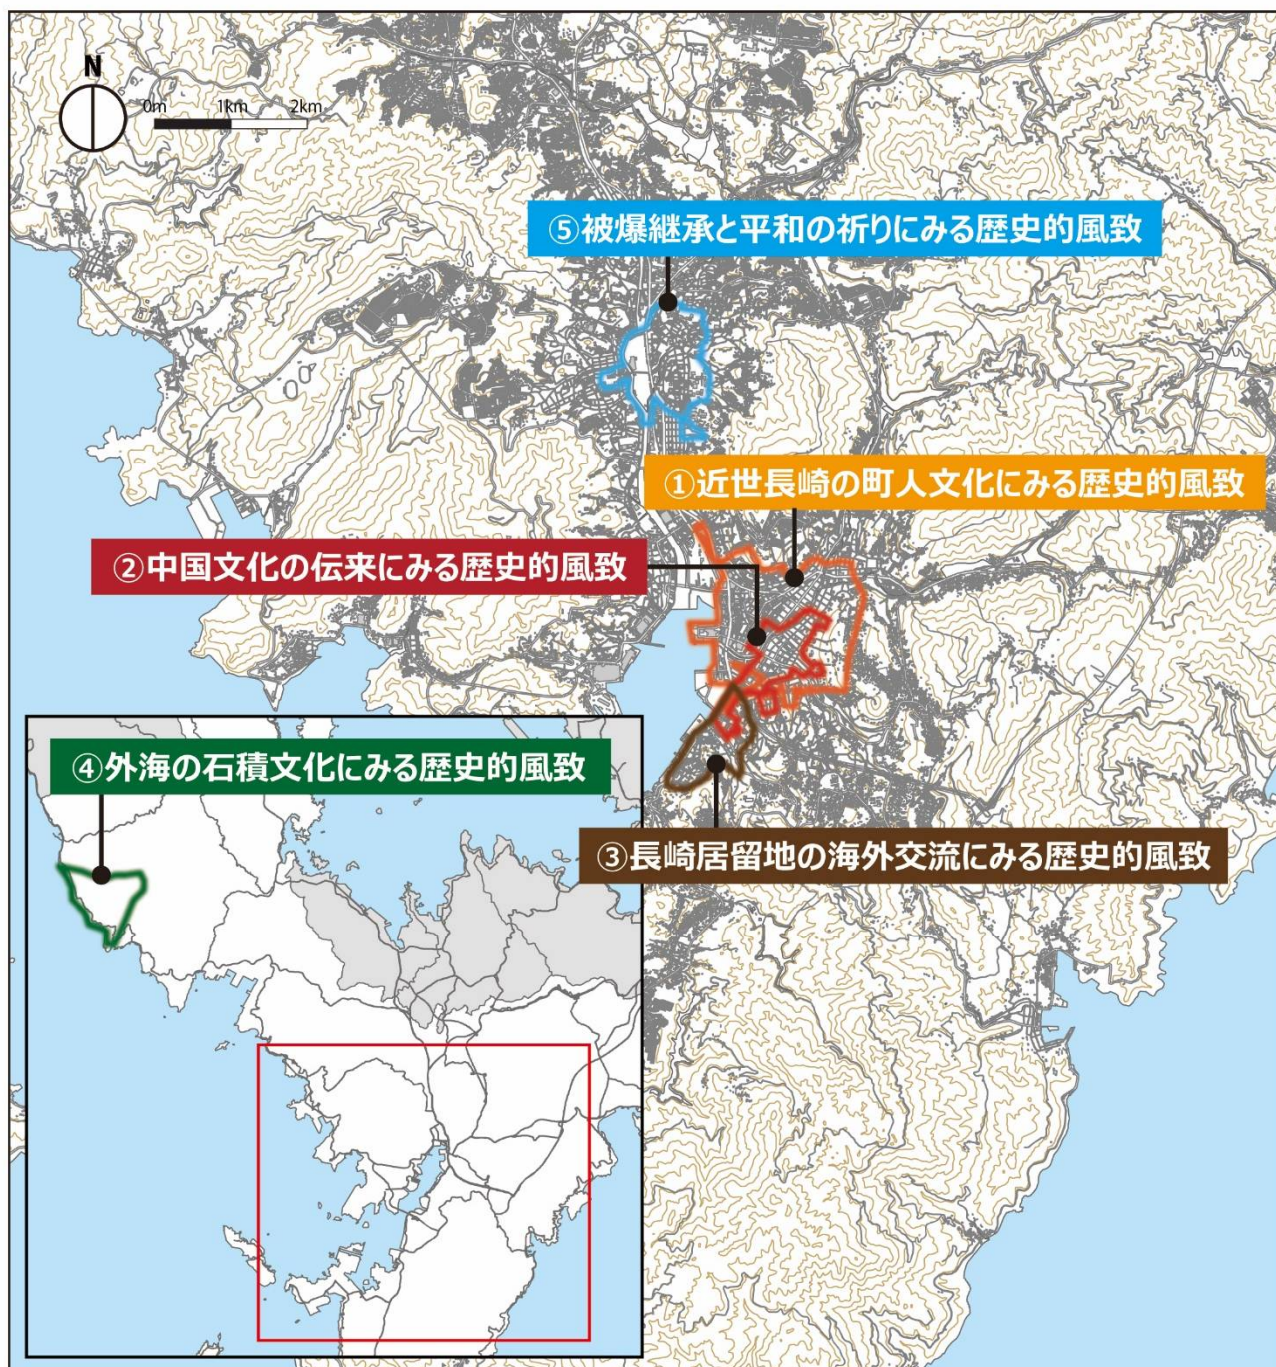 N
0m 1km 2km
⑤被爆継承と平和の祈りにみる歴史的風致
①近世長崎の町人文化にみる歴史的風致
②中国文化の伝来にみる歴史的風致
④外海の石積文化にみる歴史的風致
③長崎居留地の海外交流にみる歴史的風致